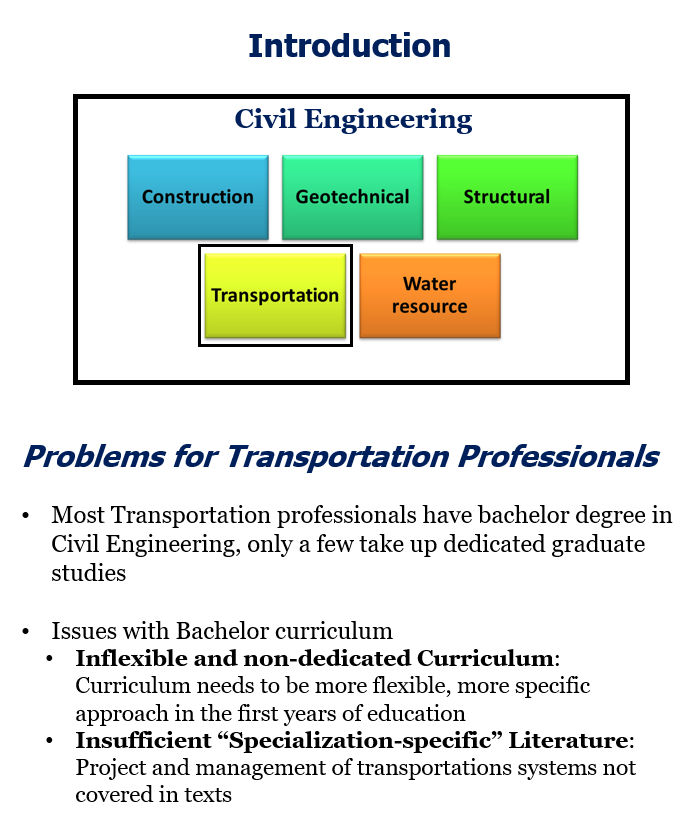 Introduction
Civil Engineering
Construction
Geotechnical
Structural
Transportation
Water
resource
Problems for Transportation Professionals
• Most Transportation professionals have bachelor degree in
Civil Engineering, only a few take up dedicated graduate
studies
• Issues with Bachelor curriculum
• Inflexible and non-dedicated Curriculum:
Curriculum needs to be more flexible, more specific
approach in the first years of education
• Insufficient “Specialization-specific” Literature:
Project and management of transportations systems not
covered in texts